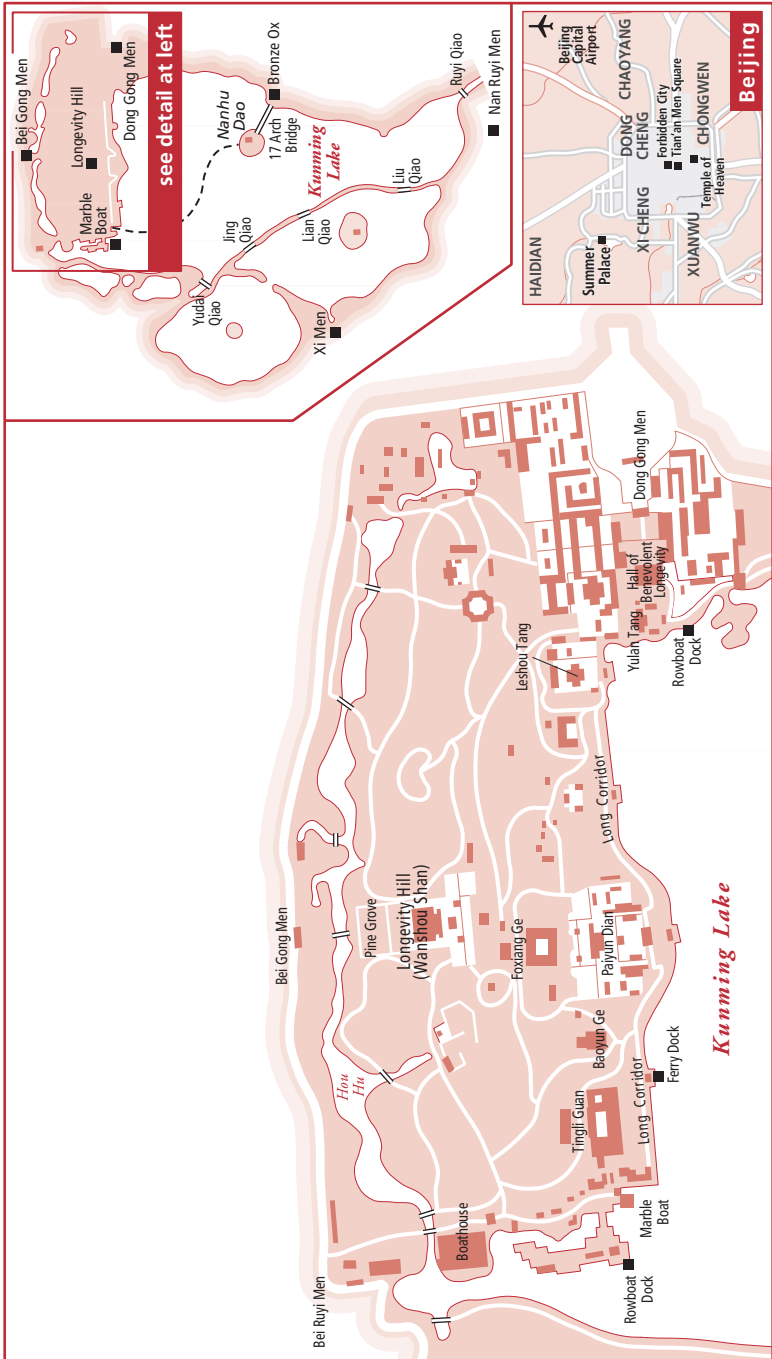 Bei Gong Men
Longevity Hill
Dong Gong Men
Marble
Boat
see detail at left
Nanhu
Dao
Bronze Ox
17 Arch
Bridge
Kunming
Lake
Ruyi Qiao
Nan Ruyi Men
Liu
Qiao
Lian
Qiao
Jing
Qiao
Yudai
Qiao
Xi Men
Beijing
Capital
Airport
HAIDIAN
CHAOYANG
DONG
CHENG
Forbidden City
Tian'an Men Square
CHONGWEN
Temple of
Heaven
XI CHENG
XUANWU
Summer
Palace
Beijing
Bei Ruyi Men
Bei Gong Men
Hou
Hu
Pine Grove
Longevity Hill
(Wanshou Shan)
Foxiang Ge
Paiyun Dian
Baoyun Ge
Tingli Guan
Long Corridor
Long Corridor
Ferry Dock
Boathouse
Marble
Boat
Rowboat
Dock
Kunming Lake
Leshou Tang
Yulan Tang
Hall of
Benevolent
Longevity
Dong Gong Men
Rowboat
Dock